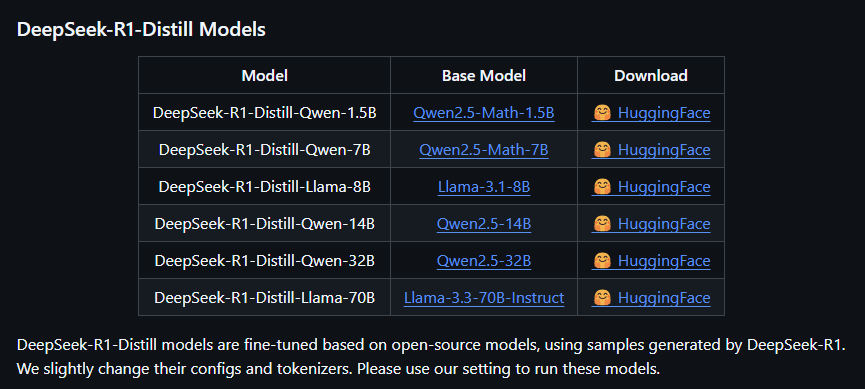 DeepSeek-R1-Distill Models
Model Base Model Download
DeepSeek-R1-Distill-Qwen-1.5B Qwen2.5-Math-1.5B 🤗 HuggingFace
DeepSeek-R1-Distill-Qwen-7B Qwen2.5-Math-7B 🤗 HuggingFace
DeepSeek-R1-Distill-Llama-8B Llama-3.1-8B 🤗 HuggingFace
DeepSeek-R1-Distill-Qwen-14B Qwen2.5-14B 🤗 HuggingFace
DeepSeek-R1-Distill-Qwen-32B Qwen2.5-32B 🤗 HuggingFace
DeepSeek-R1-Distill-Llama-70B Llama-3.3-70B-Instruct 🤗 HuggingFace
DeepSeek-R1-Distill models are fine-tuned based on open-source models, using samples generated by DeepSeek-R1.
We slightly change their configs and tokenizers. Please use our setting to run these models.